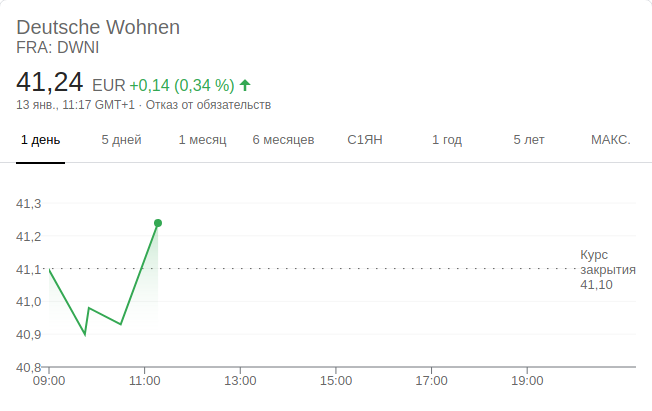 Deutsche Wohnen
FRA: DWNI
41,24 EUR +0,14 (0,34 %)
13 янв., 11:17 GMT+1 · Отказ от обязательств
1 день 5 дней 1 месяц 6 месяцев С1ЯН 1 год 5 лет МАКС.
41,3
41,2
41,1
41,0
40,9
40,8
Курс
закрытия
41,10
09:00 11:00 13:00 15:00 17:00 19:00